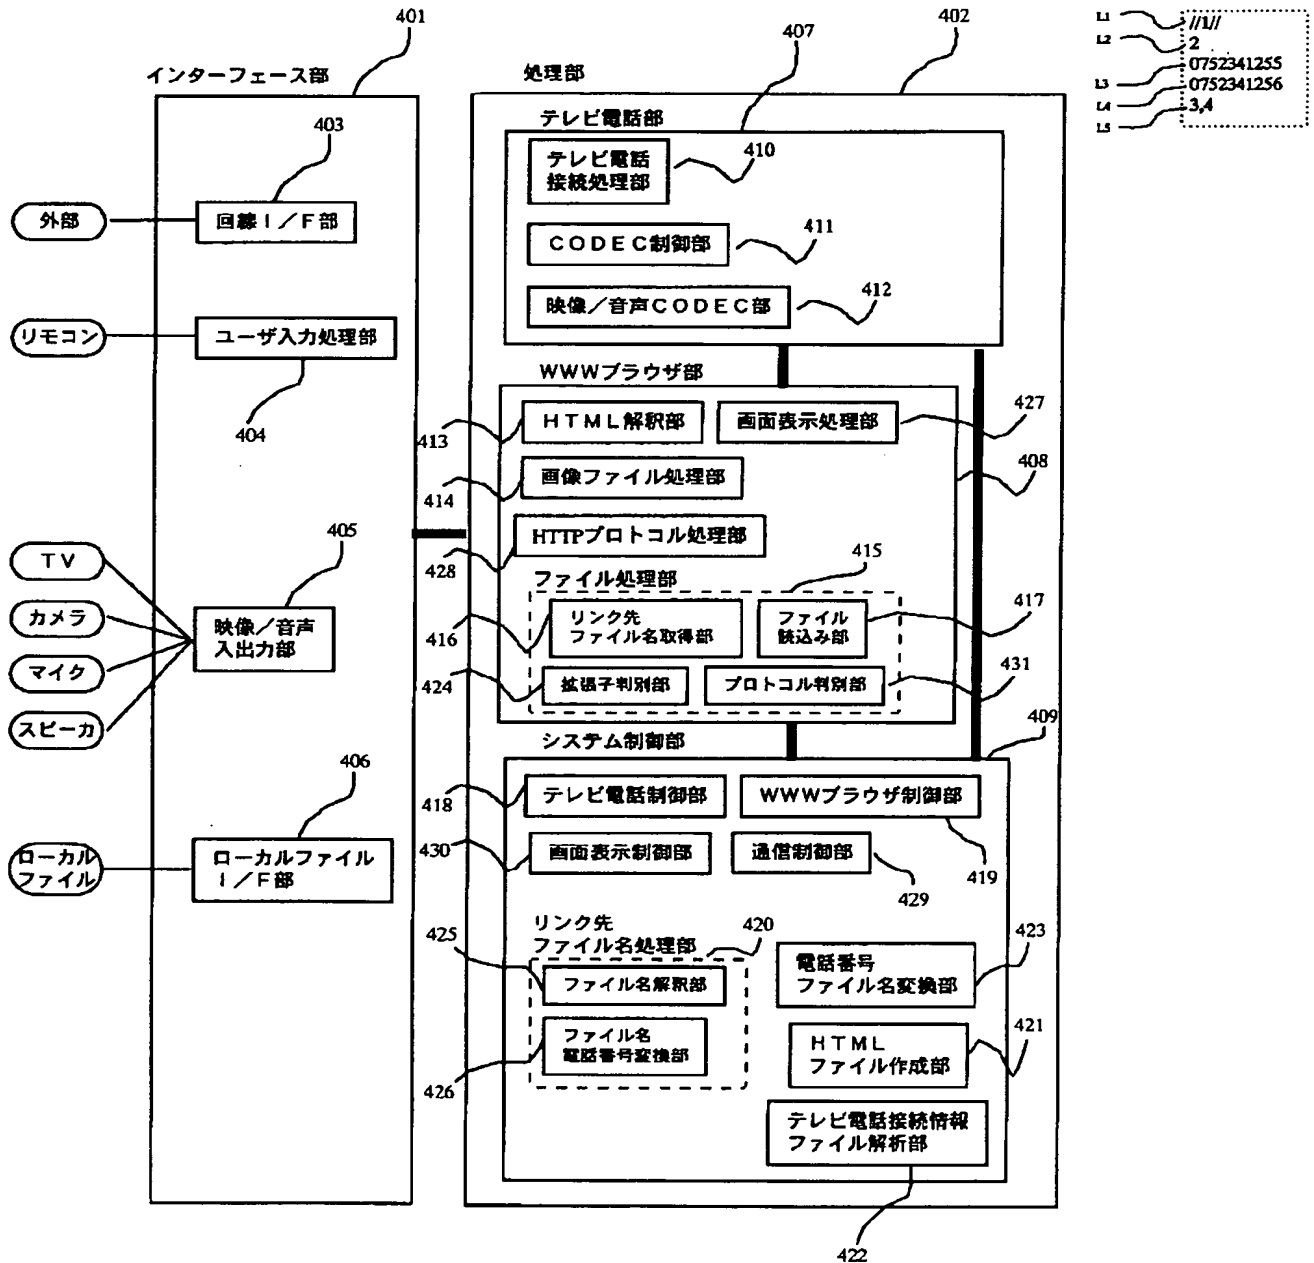 401
402
407
インターフェース部
処理部
L1
//1//
L2
2
0752341255
L3
0752341256
L4
3,4
L5
テレビ電話部
403
テレビ電話
接続処理部
410
外部
回線I/F部
CODEC制御部
411
映像/音声CODEC部
412
リモコン
ユーザ入力処理部
404
WWWブラウザ部
HTML解釈部
画面表示処理部
427
413
408
画像ファイル処理部
414
HTTPプロトコル処理部
428
405
415
ファイル処理部
TV
カメラ
マイク
スピーカ
映像/音声
入出力部
リンク先
ファイル名取得部
416
ファイル
読込み部
417
拡張子判別部
424
プロトコル判別部
431
システム制御部
409
406
テレビ電話制御部
418
WWWブラウザ制御部
419
画面表示制御部
430
通信制御部
429
ローカル
ファイル
ローカルファイル
I/F部
リンク先
ファイル名処理部
420
425
ファイル名解釈部
電話番号
ファイル名変換部
423
ファイル名
電話番号変換部
426
HTML
ファイル作成部
421
テレビ電話接続情報
ファイル解析部
422